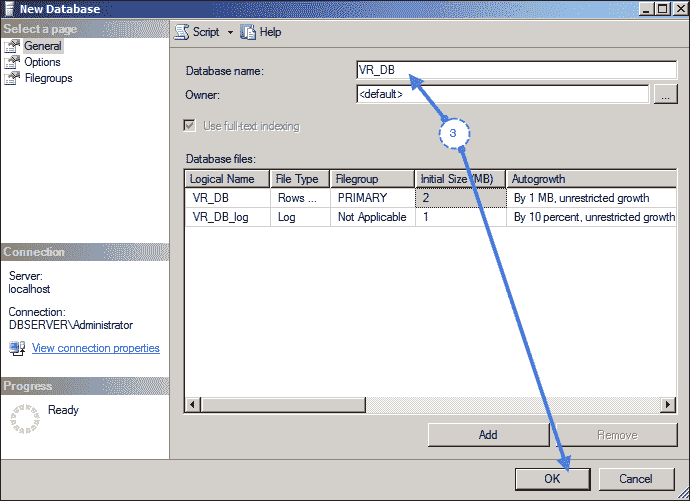 New Database
Select a page
General
Options
Filegroups
Script
Help
Database name:
VR_DB
Owner:
<default>
...
Use full-text indexing
3
Database files:
Logical Name File Type Filegroup Initial Size (MB) Autogrowth
VR_DB Rows ... PRIMARY 2 By 1 MB, unrestricted growth
VR_DB_log Log Not Applicable 1 By 10 percent, unrestricted growth
Connection
Server:
localhost
Connection:
DBSERVER\Administrator
View connection properties
Progress
Ready
Add
Remove
OK
Cancel